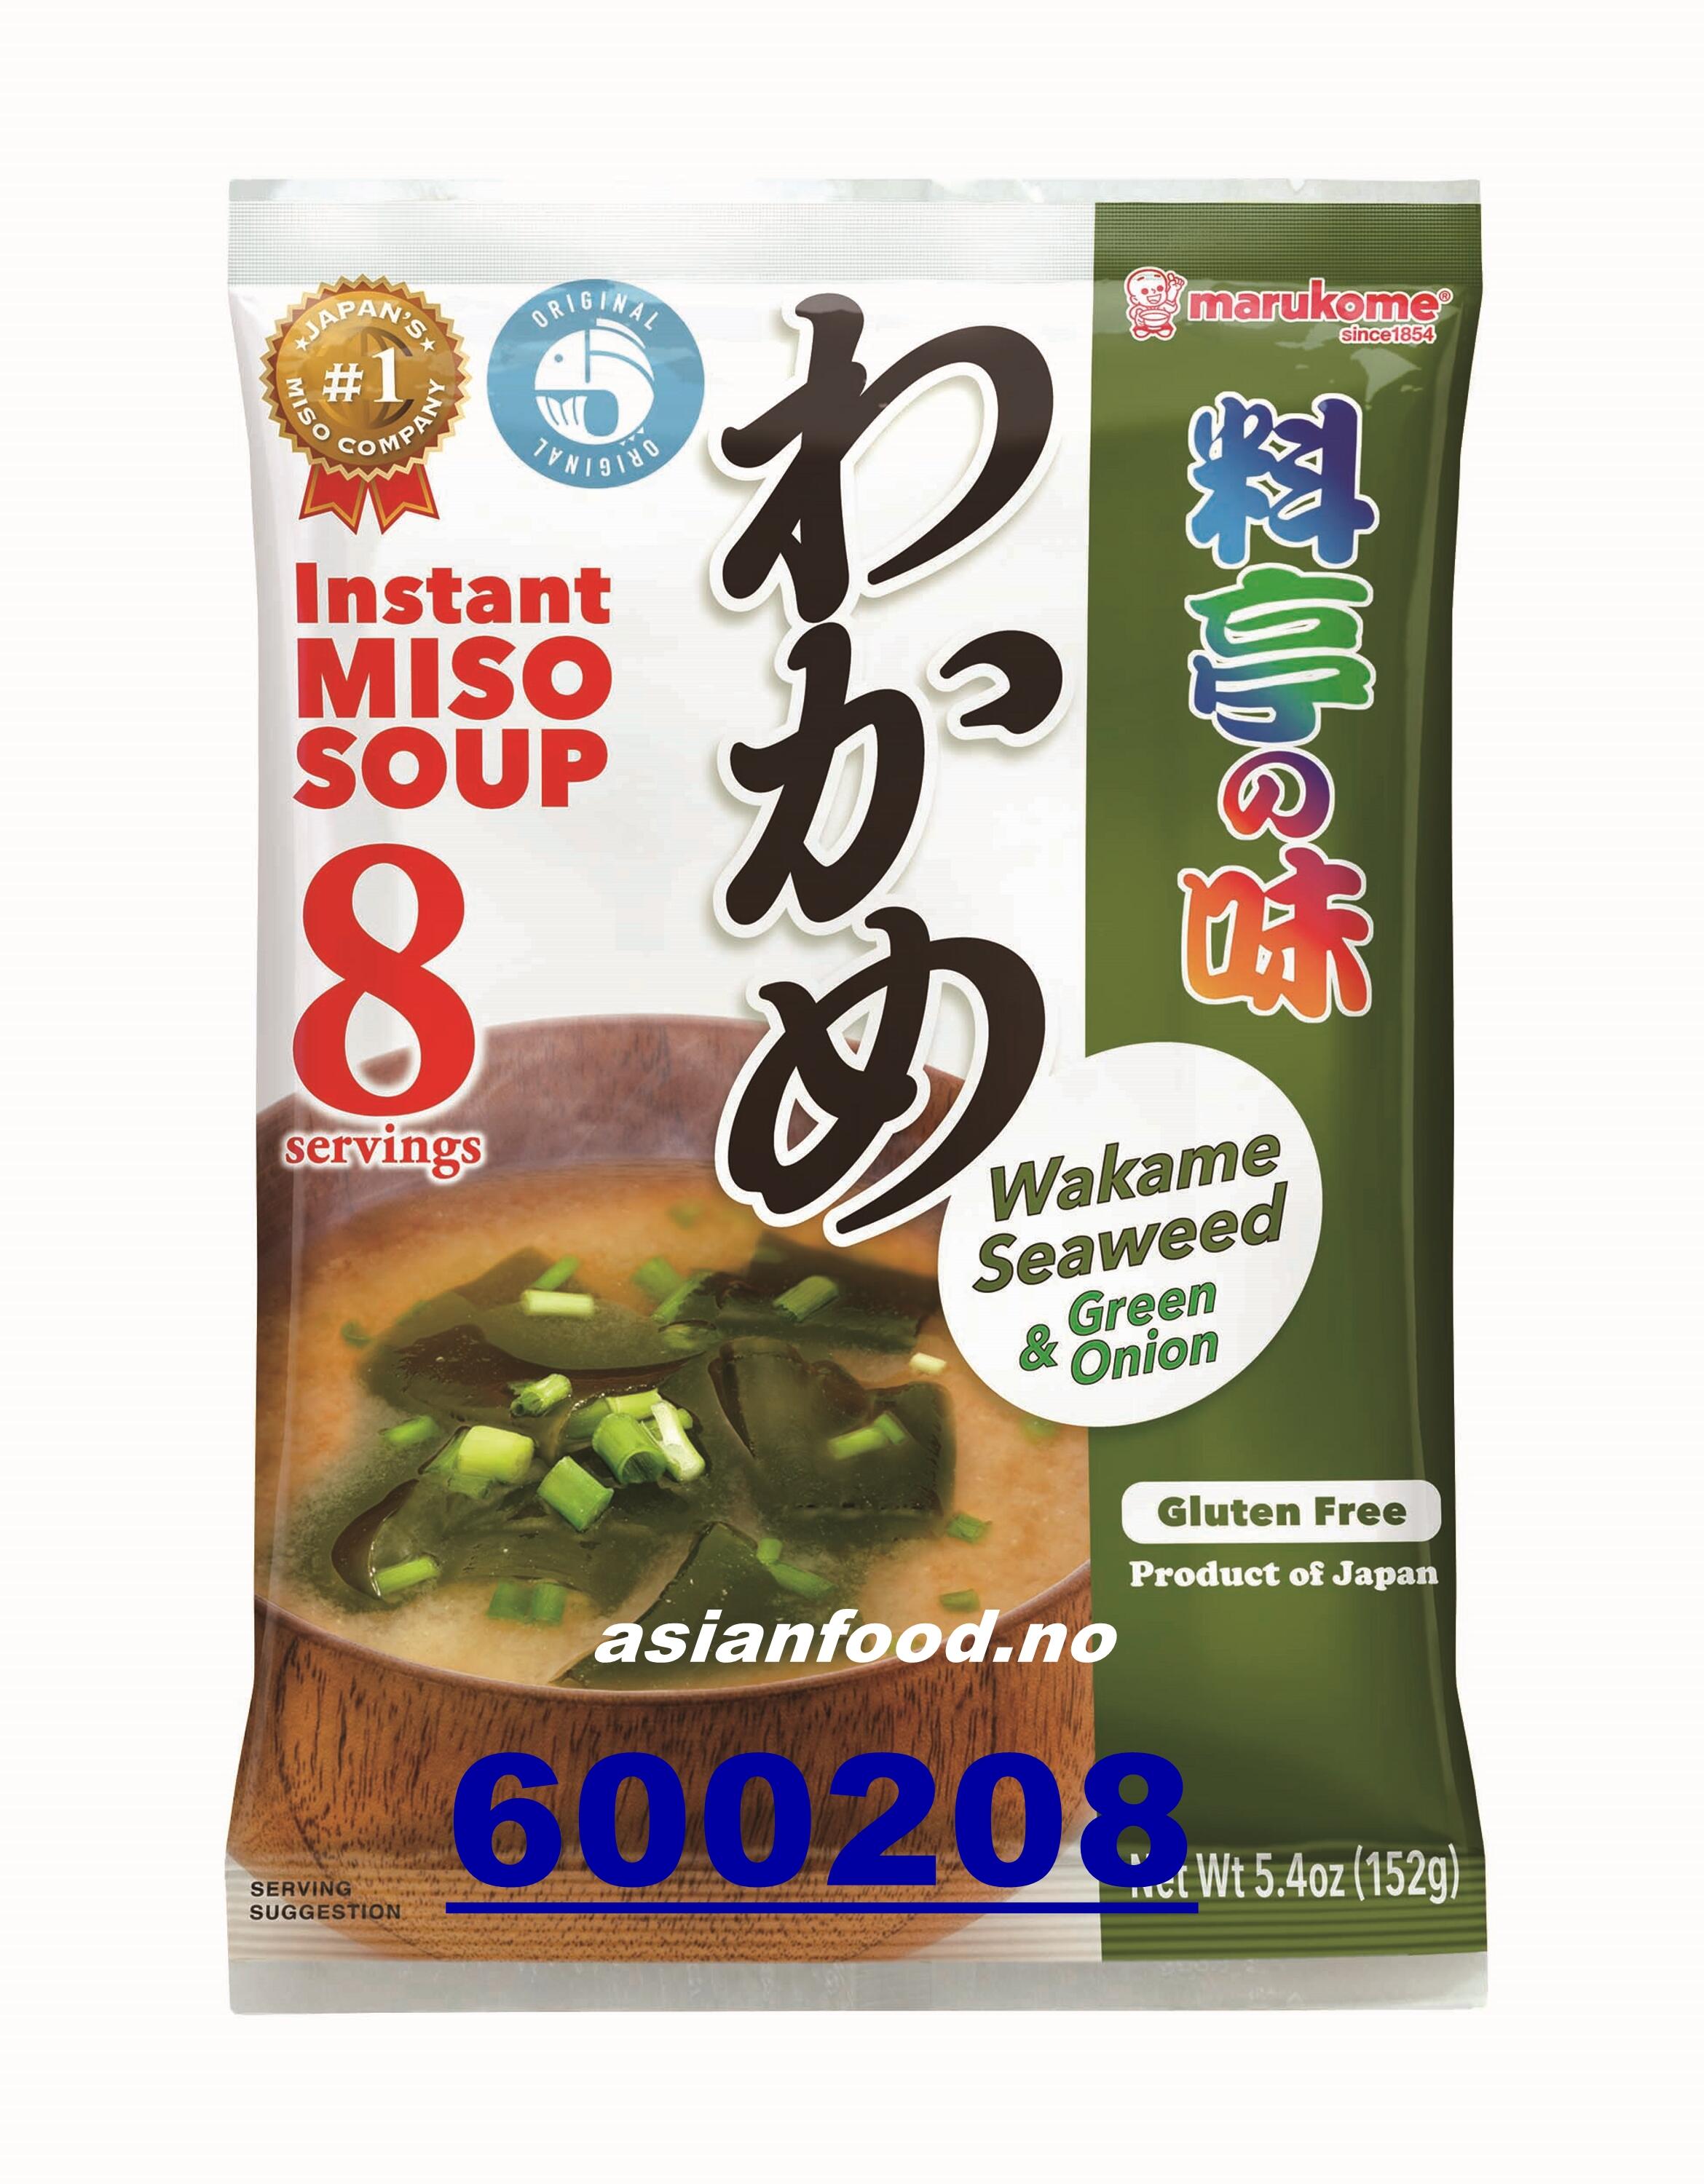 JAPAN'S
#1
MISO COMPANY
ORIGINAL
ORIGINAL
marukome®
since1854
Instant
MISO
SOUP
8
servings
わかめ
料亭の味
Wakame
Seaweed
& Green
Onion
Gluten Free
Product of Japan
asianfood.no
600208
Net Wt 5.4oz (152g)
SERVING
SUGGESTION